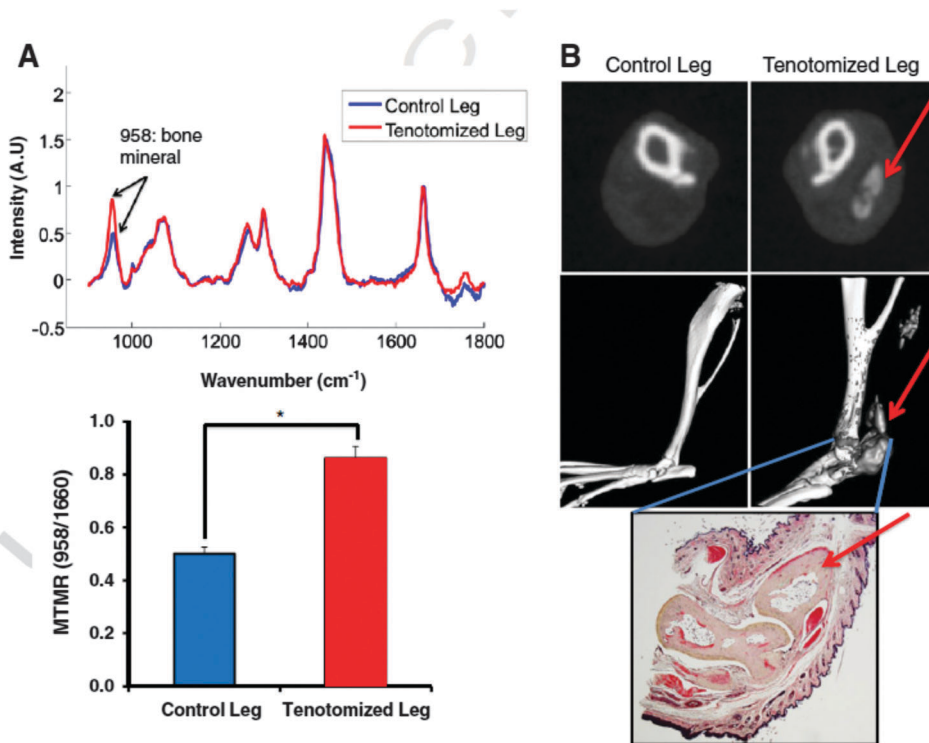 A
Intensity (A.U)
2
1.5
1
0.5
0
-0.5
958: bone
mineral
Control Leg
Tenotomized Leg
1000
1200
1400
1600
1800
Wavenumber (cm⁻¹)
MTMR (958/1660)
1.0
0.8
0.6
0.4
0.2
0.0
*
Control Leg
Tenotomized Leg
B
Control Leg
Tenotomized Leg